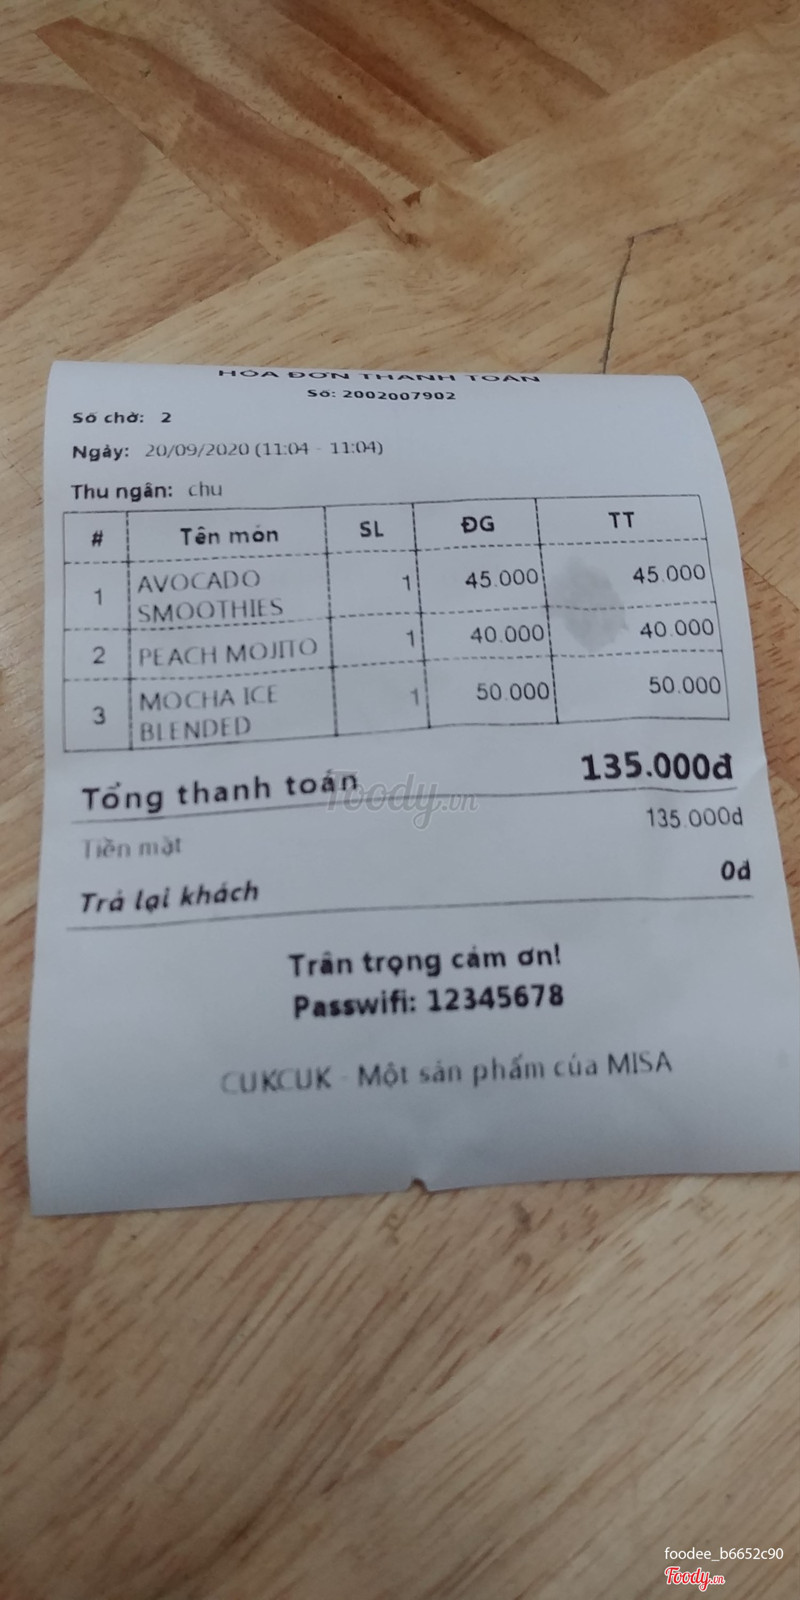 HÓA ĐƠN THANH TOÁN
Số: 2002007902
Số chờ: 2
Ngày: 20/09/2020 (11:04 - 11:04)
Thu ngân: chu
# Tên món SL ĐG TT
1 AVOCADO SMOOTHIES 1 45.000 45.000
2 PEACH MOJITO 1 40.000 40.000
3 MOCHA ICE BLENDED 1 50.000 50.000
Tổng thanh toán 135.000đ
Tiền mặt 135.000đ
Trả lại khách 0đ
Trân trọng cảm ơn!
Passwifi: 12345678
CUKCUK - Một sản phẩm của MISA
Foody.vn
foodee_b6652c90
Foody.vn